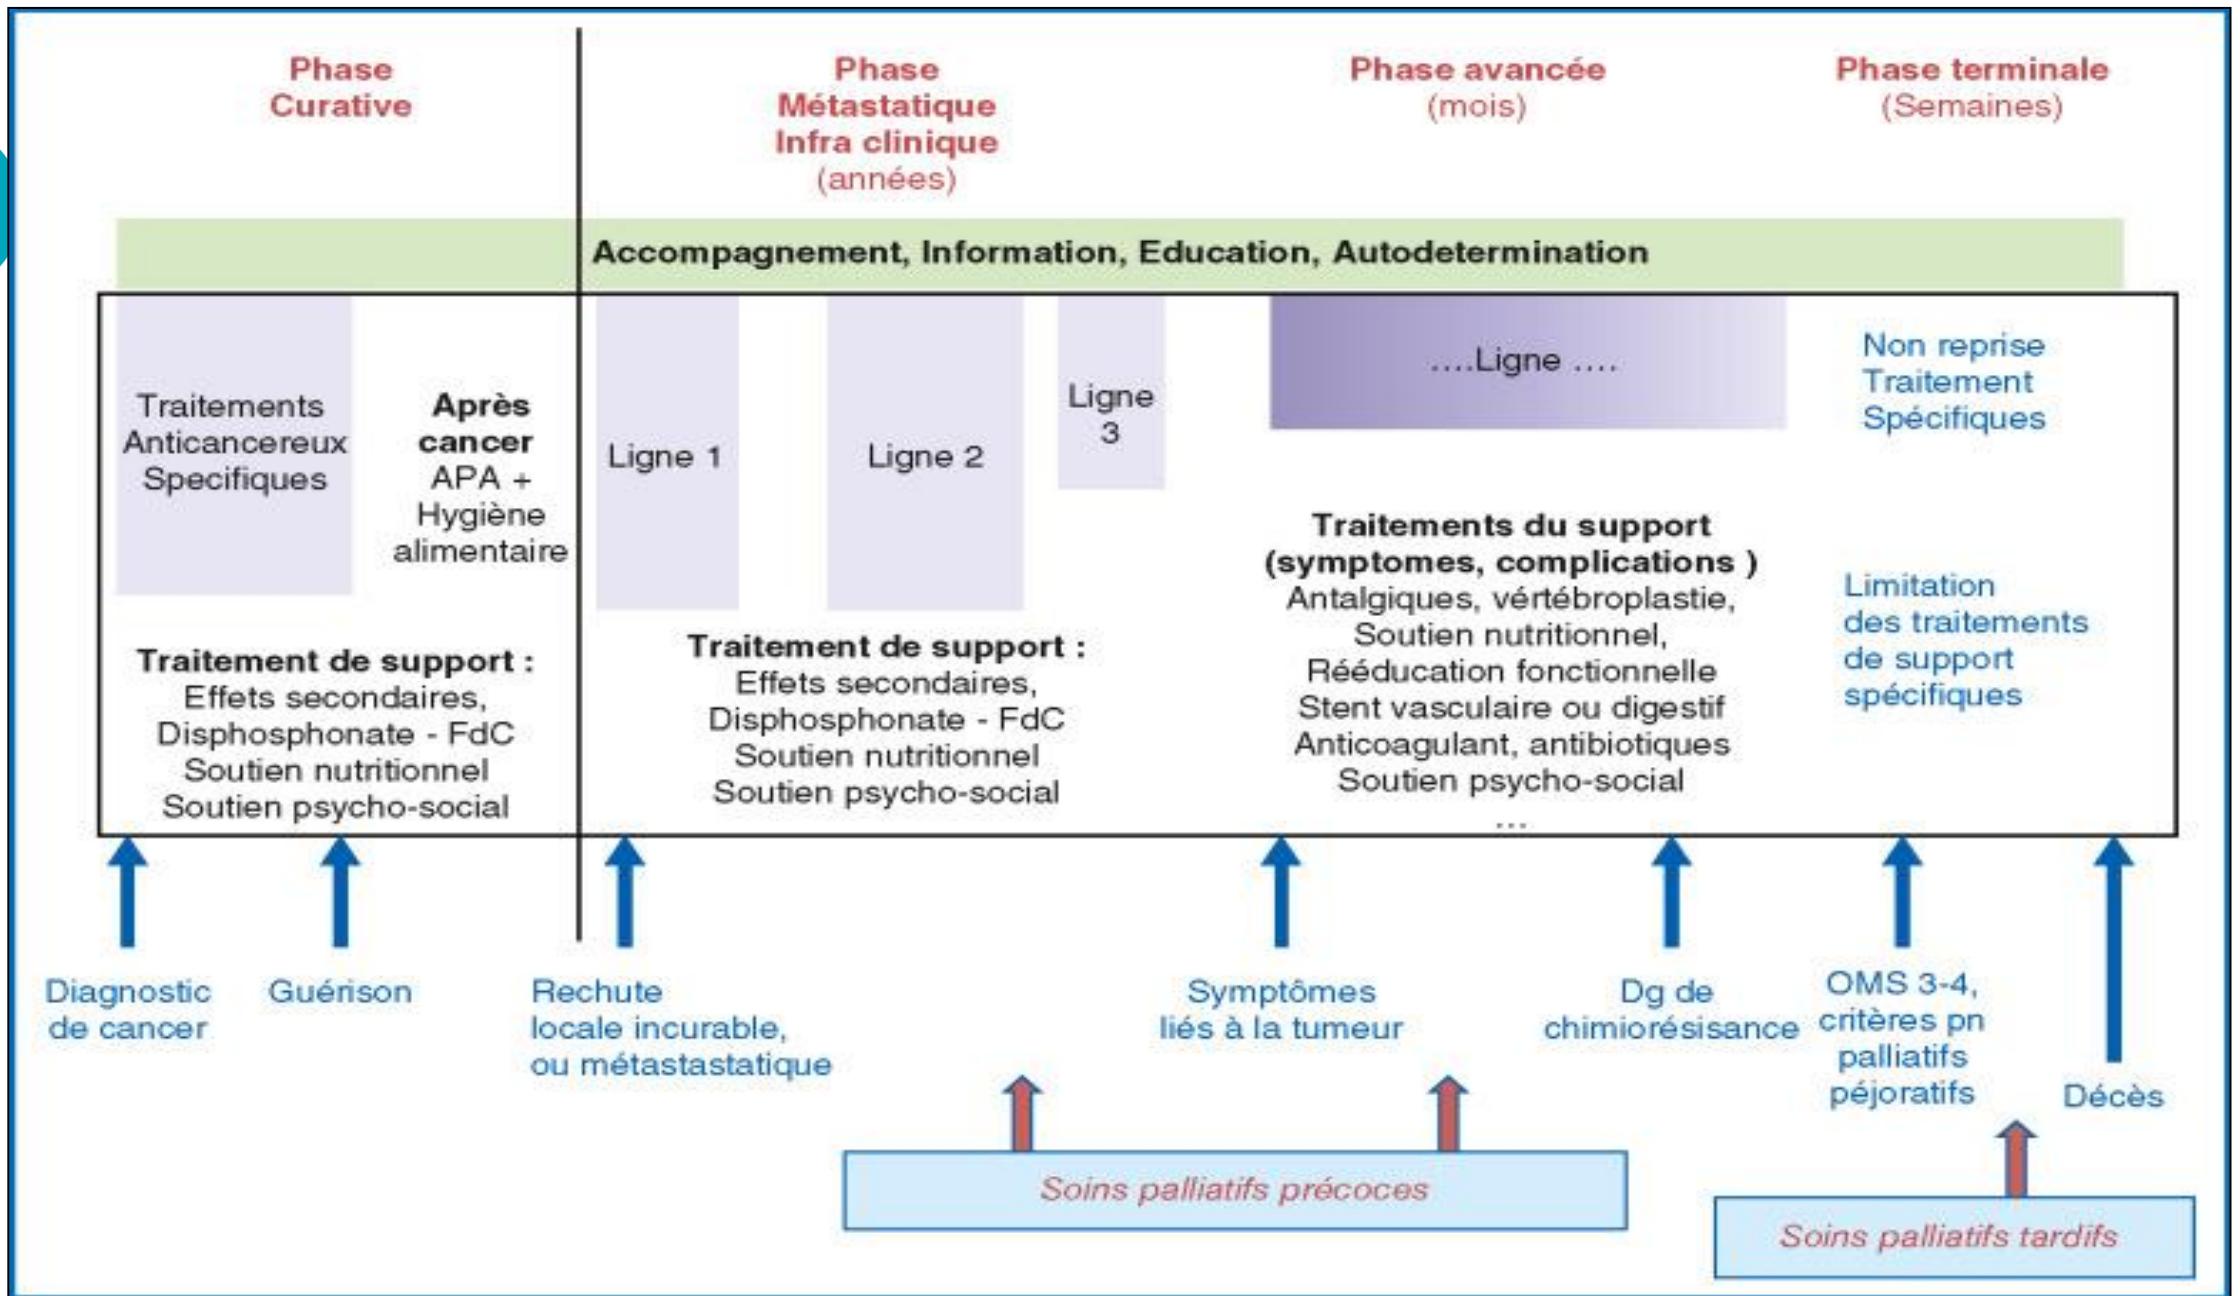 Phase
Curative
Phase
Métastatique
Infra clinique
(années)
Phase avancée
(mois)
Phase terminale
(Semaines)
Accompagnement, Information, Education, Autodetermination
Traitements
Anticancereux
Specifiques
Après
cancer
APA +
Hygiène
alimentaire
Traitement de support :
Effets secondaires,
Disphosphonate - FdC
Soutien nutritionnel
Soutien psycho-social
Ligne 1
Ligne 2
Ligne
3
Traitement de support :
Effets secondaires,
Disphosphonate - FdC
Soutien nutritionnel
Soutien psycho-social
....Ligne ....
Traitements du support
(symptomes, complications )
Antalgiques, vértébroplastie,
Soutien nutritionnel,
Rééducation fonctionnelle
Stent vasculaire ou digestif
Anticoagulant, antibiotiques
Soutien psycho-social
...
Non reprise
Traitement
Spécifiques
Limitation
des traitements
de support
spécifiques
Diagnostic
de cancer
Guérison
Rechute
locale incurable,
ou métastastatique
Symptômes
liés à la tumeur
Dg de
chimiorésisance
OMS 3-4,
critères pn
palliatifs
péjoratifs
Décès
Soins palliatifs précoces
Soins palliatifs tardifs